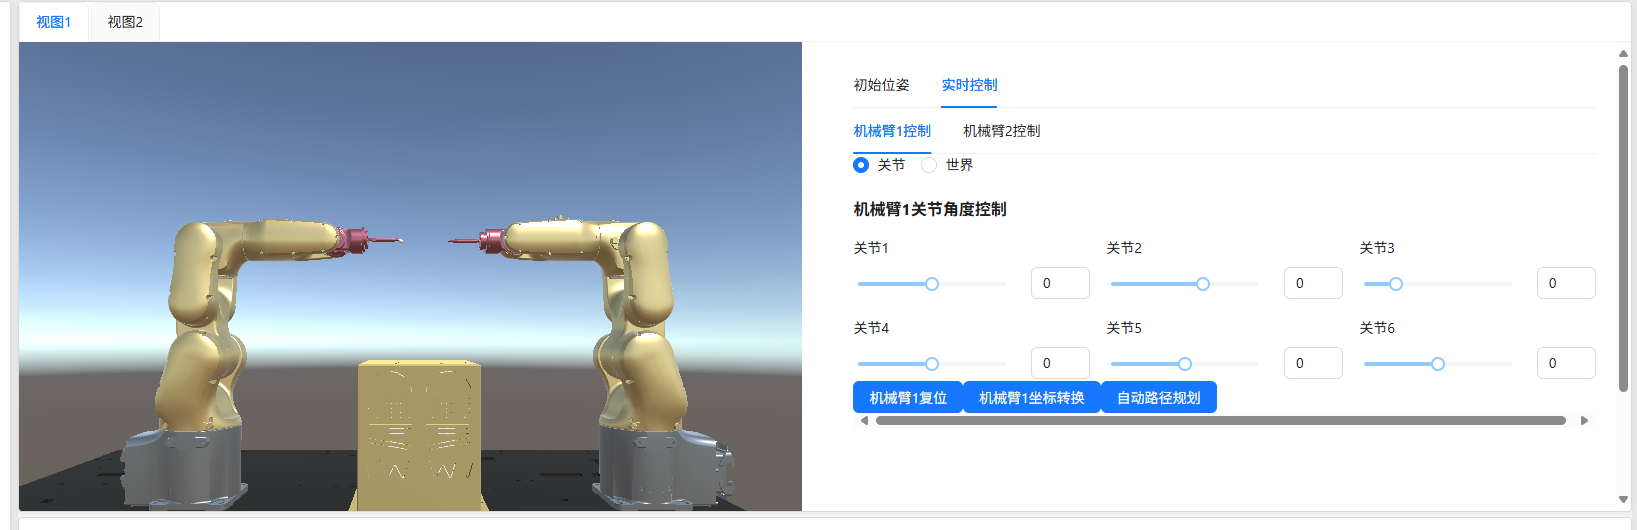 视图1 视图2
初始位姿 实时控制
机械臂1控制 机械臂2控制
关节 世界
机械臂1关节角度控制
关节1 关节2 关节3
0 0 0
关节4 关节5 关节6
0 0 0
机械臂1复位 机械臂1坐标转换 自动路径规划